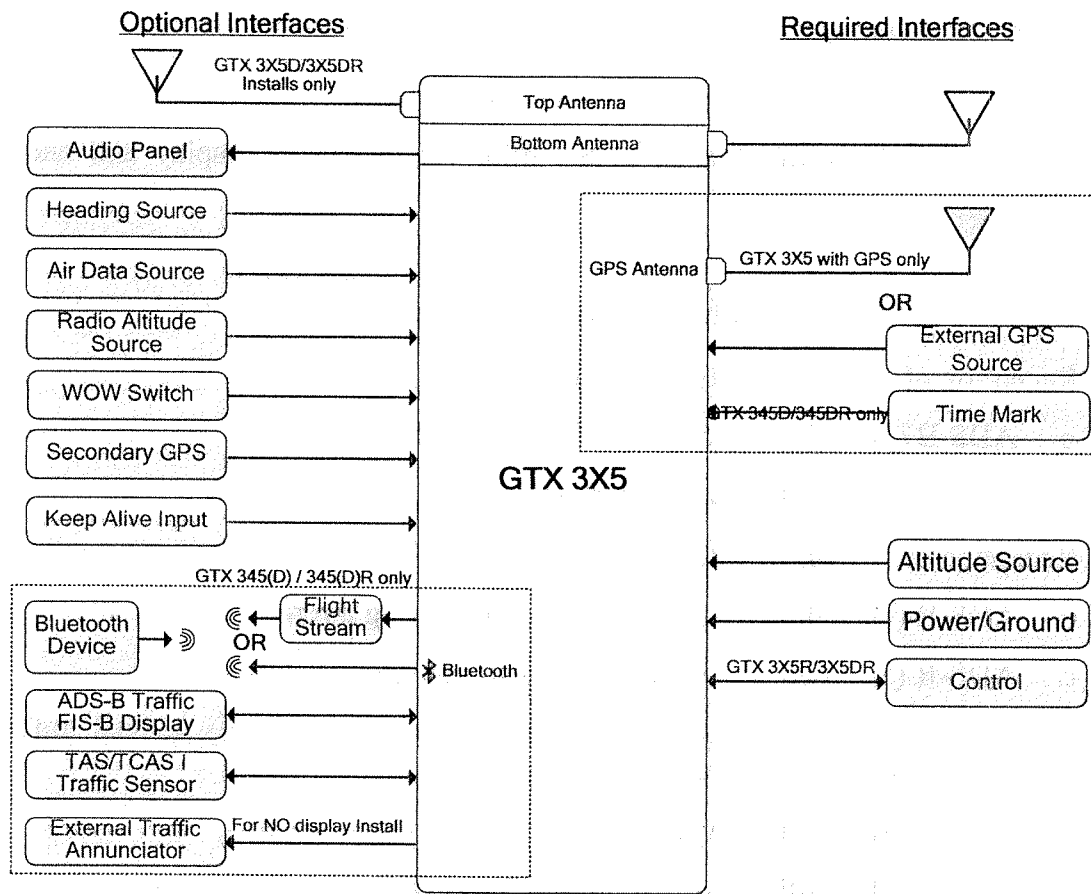 Optional Interfaces
Required Interfaces
GTX 3X5D/3X5DR
Installs only
Top Antenna
Bottom Antenna
Audio Panel
Heading Source
Air Data Source
Radio Altitude
Source
WOW Switch
Secondary GPS
Keep Alive Input
GPS Antenna
GTX 3X5 with GPS only
OR
External GPS
Source
GTX 345D/345DR only
Time Mark
GTX 3X5
Altitude Source
Power/Ground
GTX 3X5R/3X5DR
Control
GTX 345(D) / 345(D)R only
Bluetooth
Device
Flight
Stream
OR
Bluetooth
ADS-B Traffic
FIS-B Display
TAS/TCAS I
Traffic Sensor
External Traffic
Annunciator
For NO display Install